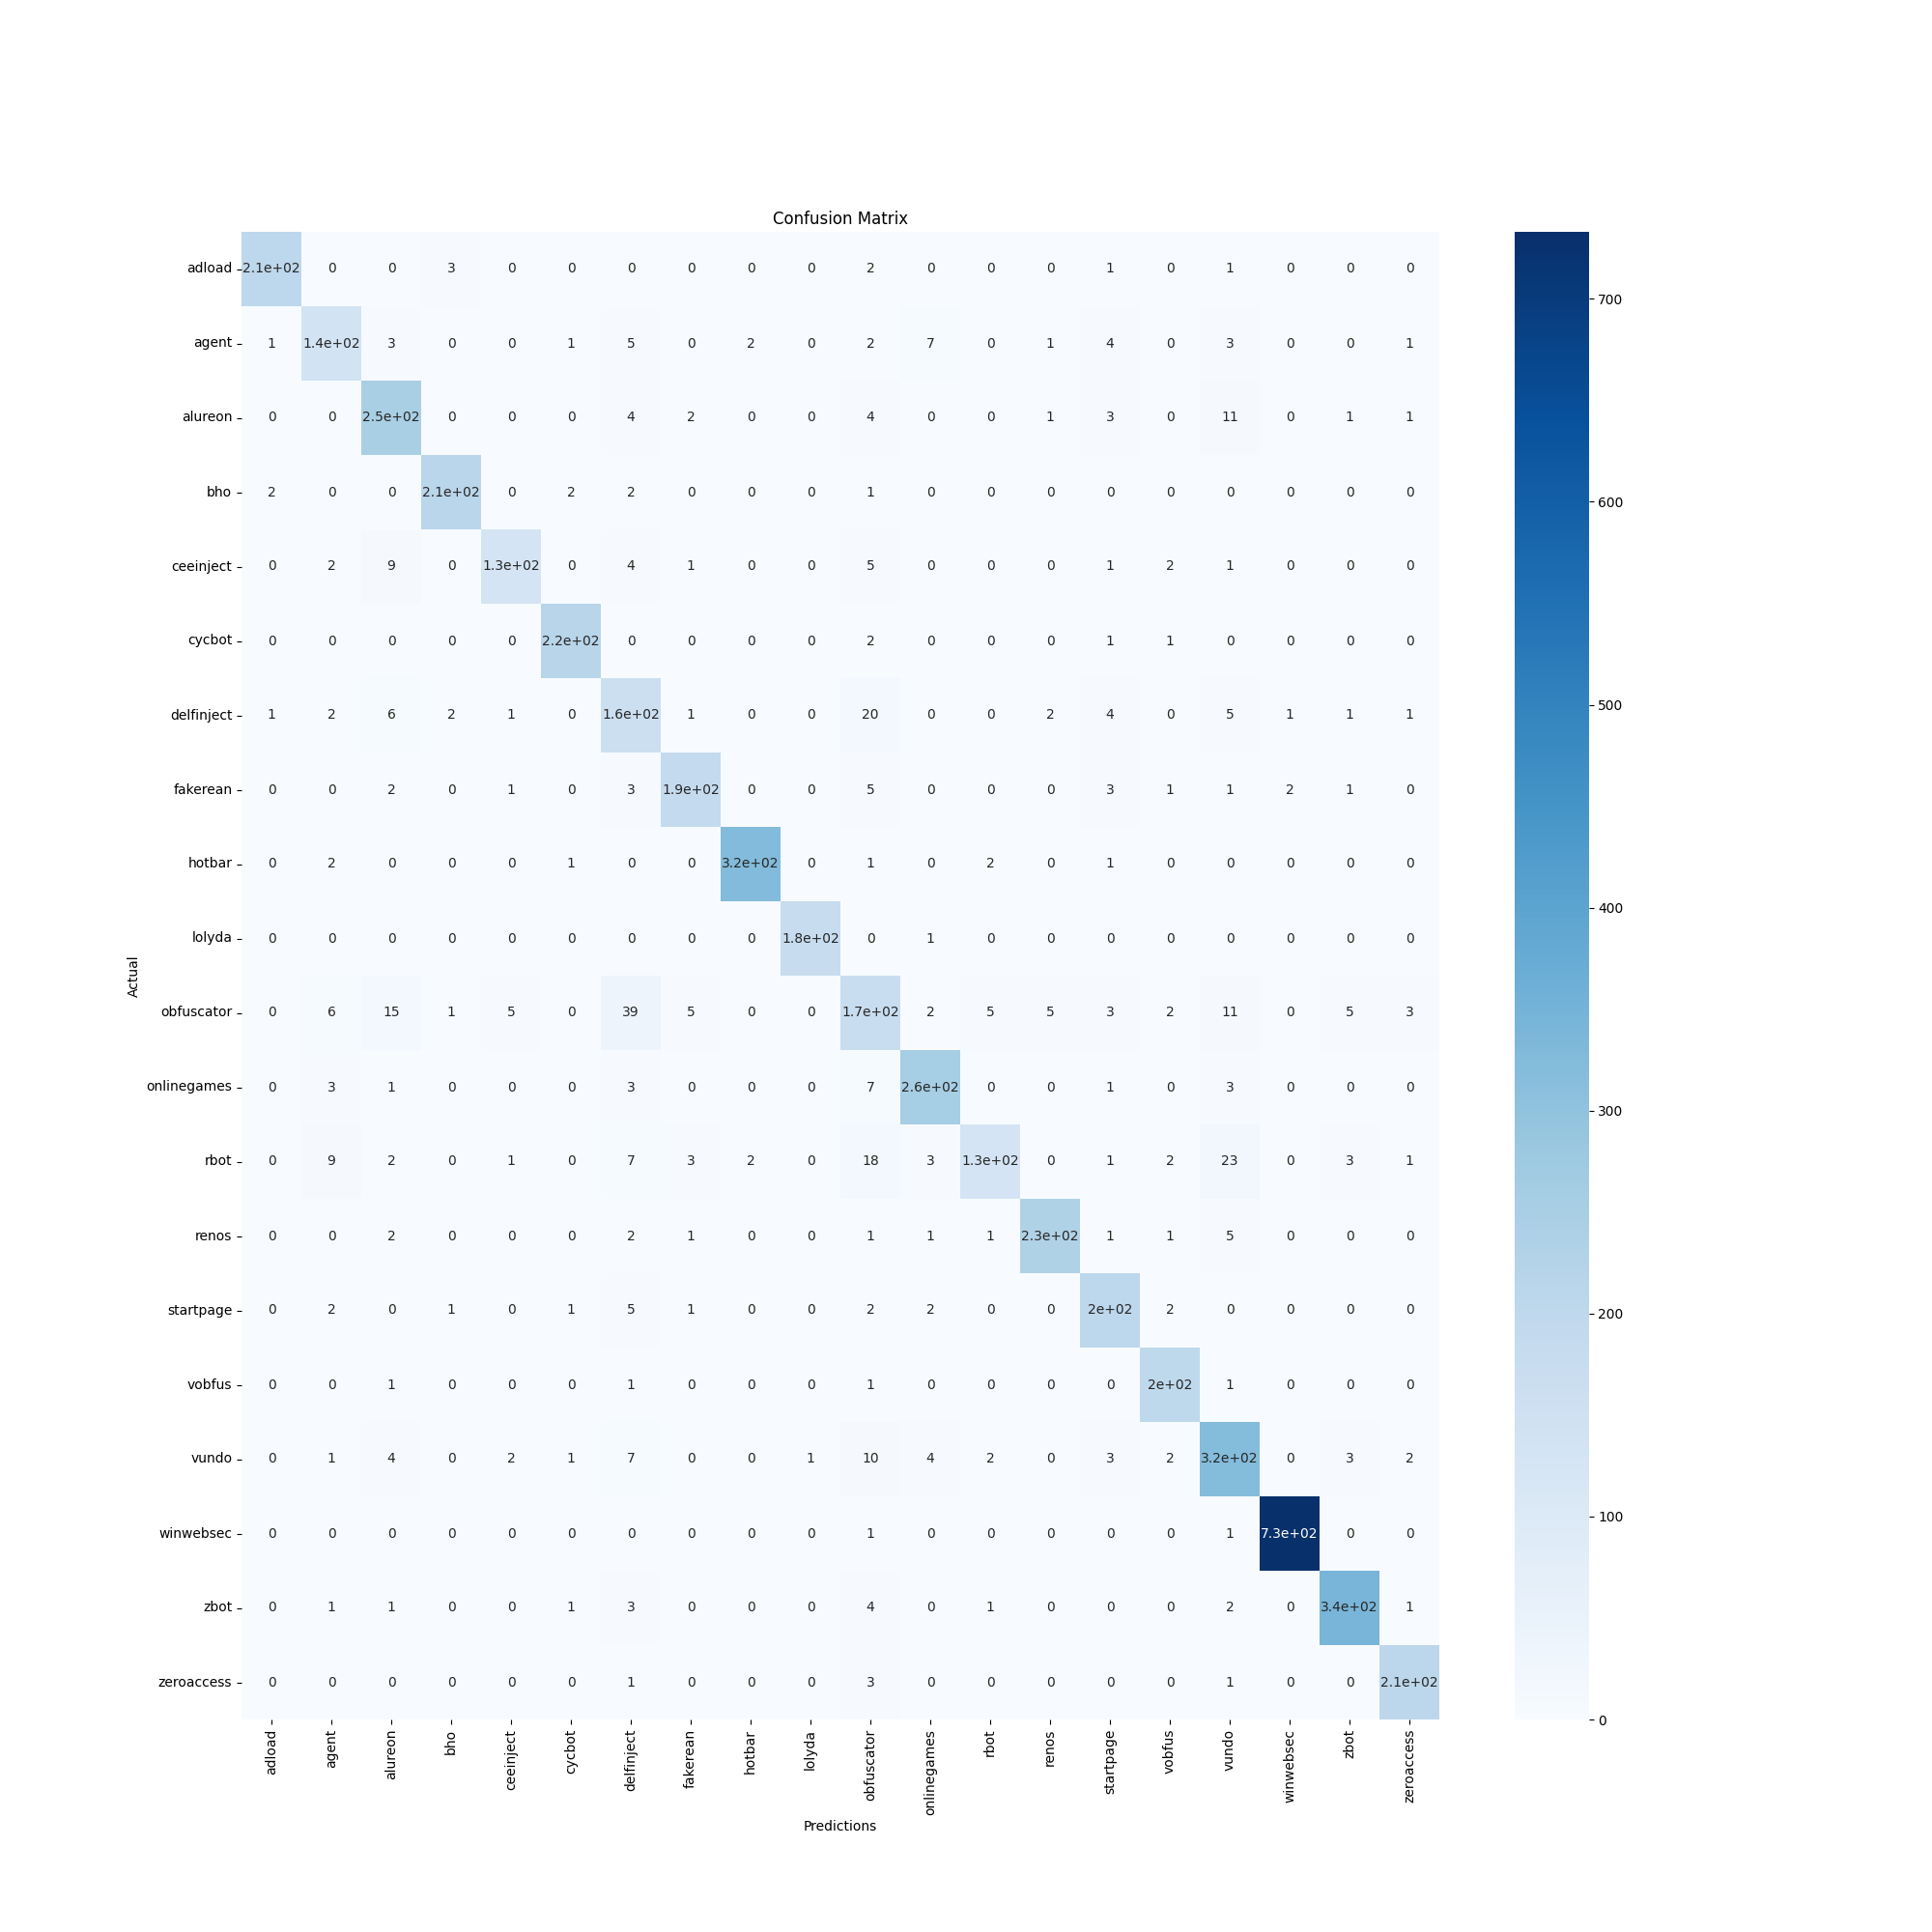 Confusion Matrix
adload 2.1e+02 0 0 3 0 0 0 0 0 0 2 0 0 0 1 0 1 0 0 0
agent 1 1.4e+02 3 0 0 1 5 0 2 0 2 7 0 1 4 0 3 0 0 1
alureon 0 0 2.5e+02 0 0 0 4 2 0 0 4 0 0 1 3 0 11 0 1 1
bho 2 0 0 2.1e+02 0 2 2 0 0 0 1 0 0 0 0 0 0 0 0 0
ceeinject 0 2 9 0 1.3e+02 0 4 1 0 0 5 0 0 0 1 2 1 0 0 0
cycbot 0 0 0 0 0 2.2e+02 0 0 0 0 2 0 0 0 1 1 0 0 0 0
delfinject 1 2 6 2 1 0 1.6e+02 1 0 0 20 0 0 2 4 0 5 1 1 1
fakerean 0 0 2 0 1 0 3 1.9e+02 0 0 5 0 0 0 3 1 1 2 1 0
hotbar 0 2 0 0 0 1 0 0 3.2e+02 0 1 0 2 0 1 0 0 0 0 0
lolyda 0 0 0 0 0 0 0 0 0 1.8e+02 0 1 0 0 0 0 0 0 0 0
obfuscator 0 6 15 1 5 0 39 5 0 0 1.7e+02 2 5 5 3 2 11 0 5 3
onlinegames 0 3 1 0 0 0 3 0 0 0 7 2.6e+02 0 0 1 0 3 0 0 0
rbot 0 9 2 0 1 0 7 3 2 0 18 3 1.3e+02 0 1 2 23 0 3 1
renos 0 0 2 0 0 0 2 1 0 0 1 1 1 2.3e+02 1 1 5 0 0 0
startpage 0 2 0 1 0 1 5 1 0 0 2 2 0 0 2e+02 2 0 0 0 0
vobfus 0 0 1 0 0 0 1 0 0 0 1 0 0 0 0 2e+02 1 0 0 0
vundo 0 1 4 0 2 1 7 0 0 1 10 4 2 0 3 2 3.2e+02 0 3 2
winwebsec 0 0 0 0 0 0 0 0 0 0 1 0 0 0 0 0 1 7.3e+02 0 0
zbot 0 1 1 0 0 1 3 0 0 0 4 0 1 0 0 0 2 0 3.4e+02 1
zeroaccess 0 0 0 0 0 0 1 0 0 0 3 0 0 0 0 0 1 0 0 2.1e+02
adload agent alureon bho ceeinject cycbot delfinject fakerean hotbar lolyda obfuscator onlinegames rbot renos startpage vobfus vundo winwebsec zbot zeroaccess
Predictions
Actual
700
600
500
400
300
200
100
0